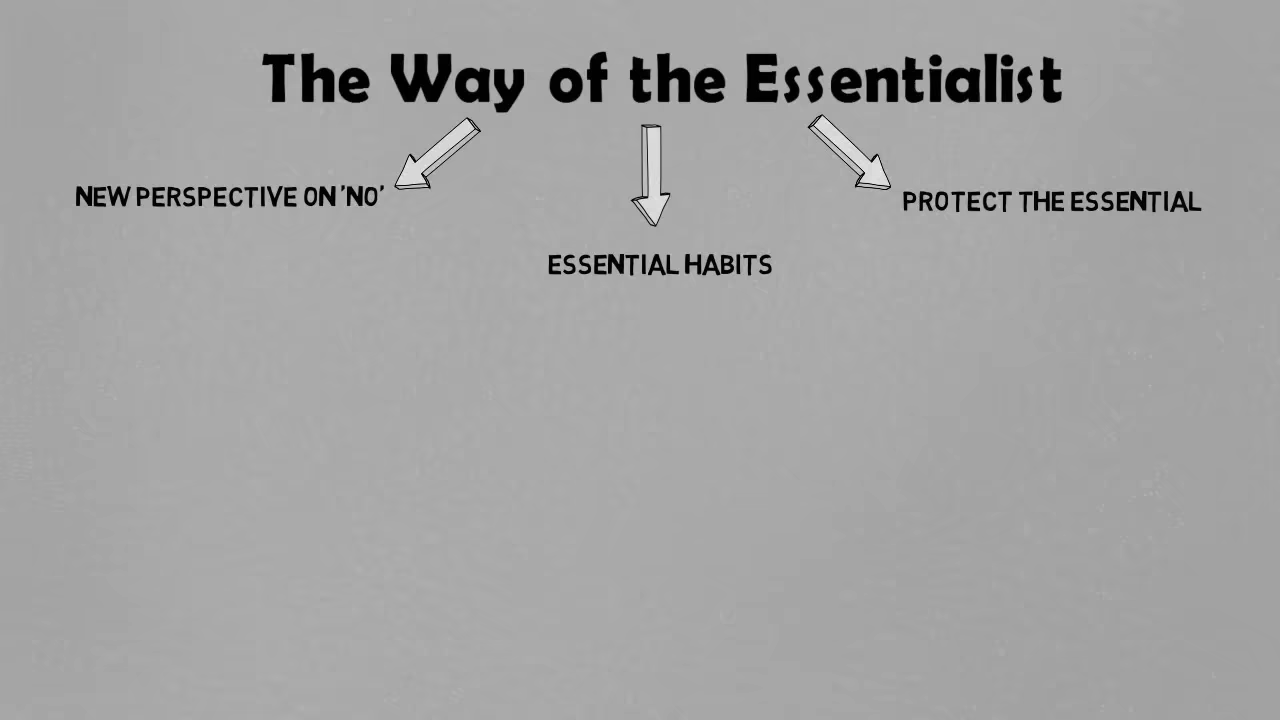 The Way of the Essentialist
NEW PERSPECTIVE ON 'NO'
PROTECT THE ESSENTIAL
ESSENTIAL HABITS